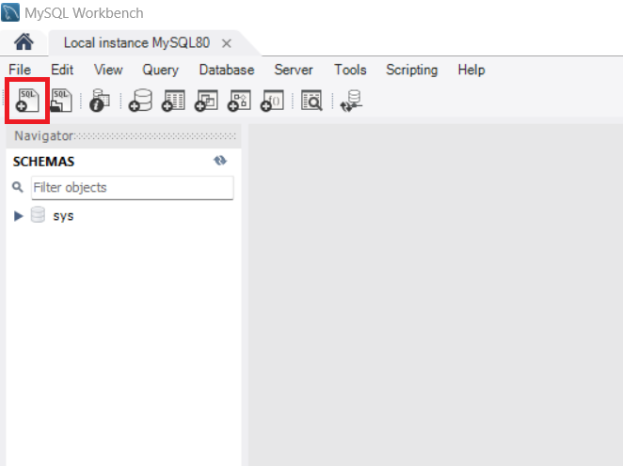 MySQL Workbench
Local instance MySQL80
File Edit View Query Database Server Tools Scripting Help
SQL SQL
Navigator
SCHEMAS
Filter objects
sys